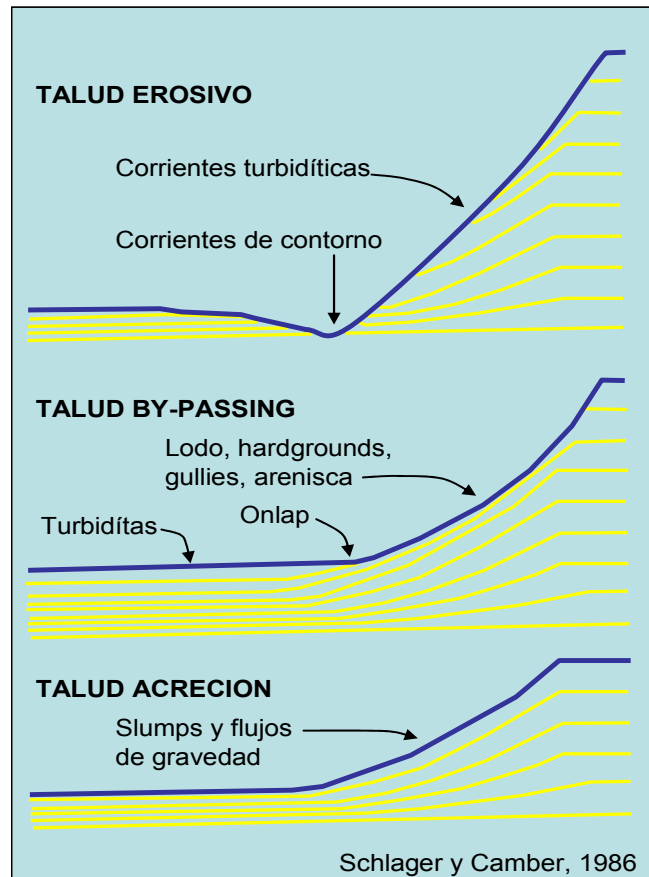 TALUD EROSIVO
Corrientes turbidíticas
Corrientes de contorno
TALUD BY-PASSING
Lodo, hardgrounds,
gullies, arenisca
Onlap
Turbidítas
TALUD ACRECION
Slumps y flujos
de gravedad
Schlager y Camber, 1986